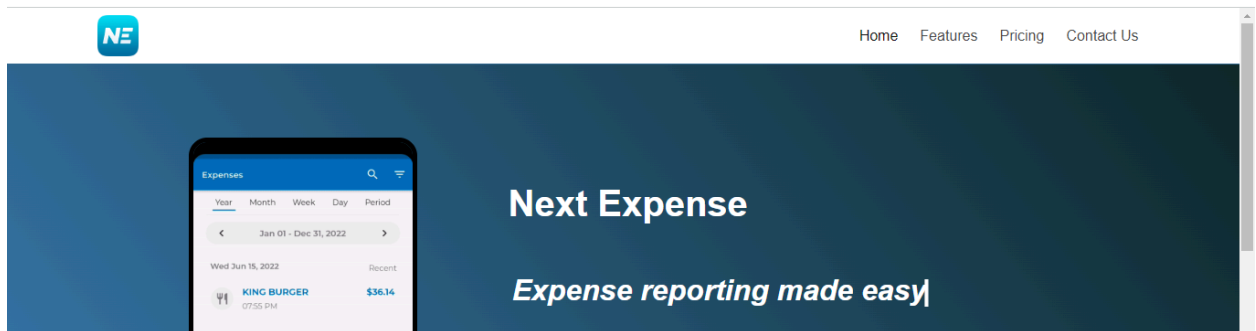 NE
Home Features Pricing Contact Us
Expenses
Year Month Week Day Period
Jan 01 - Dec 31, 2022
Wed Jun 15, 2022 Recent
KING BURGER $36.14
07:55 PM
Next Expense
Expense reporting made easy